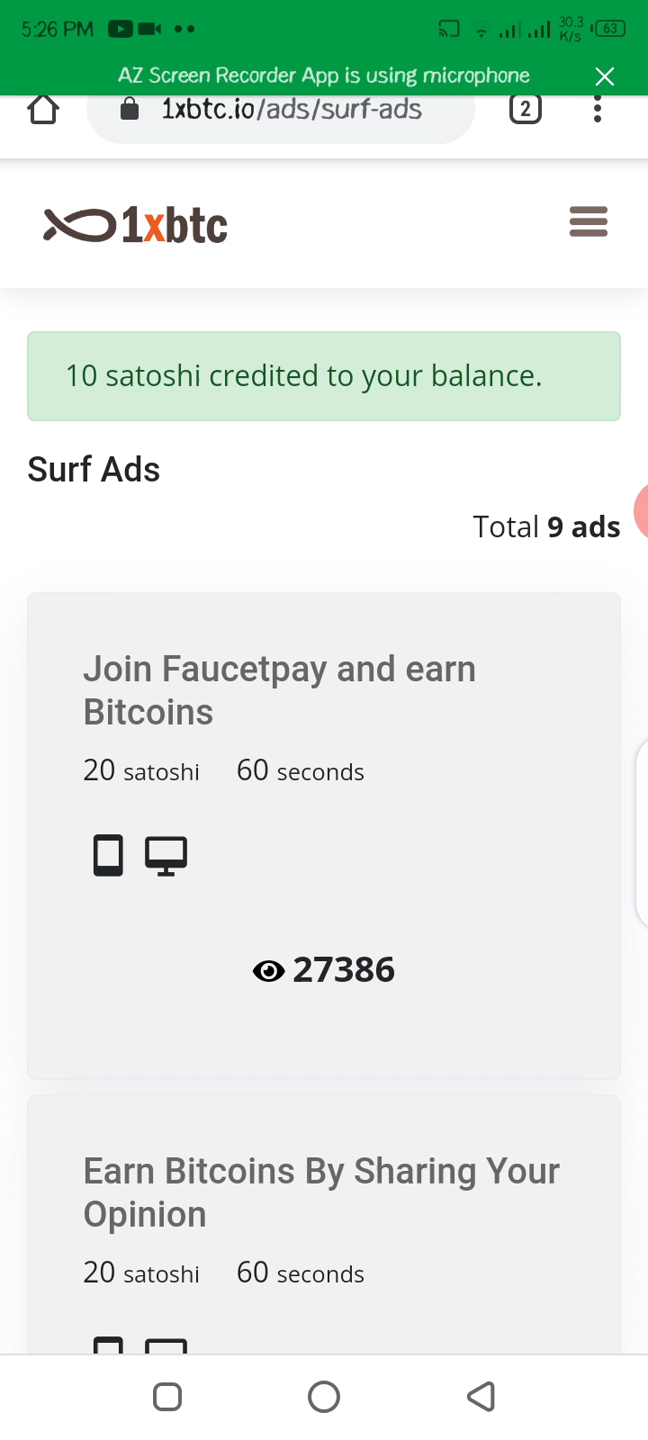 5:26 PM 30.3 K/s 63
AZ Screen Recorder App is using microphone
1xbtc.io/ads/surf-ads 2
1xbtc
10 satoshi credited to your balance.
Surf Ads
Total 9 ads
Join Faucetpay and earn
Bitcoins
20 satoshi 60 seconds
27386
Earn Bitcoins By Sharing Your
Opinion
20 satoshi 60 seconds